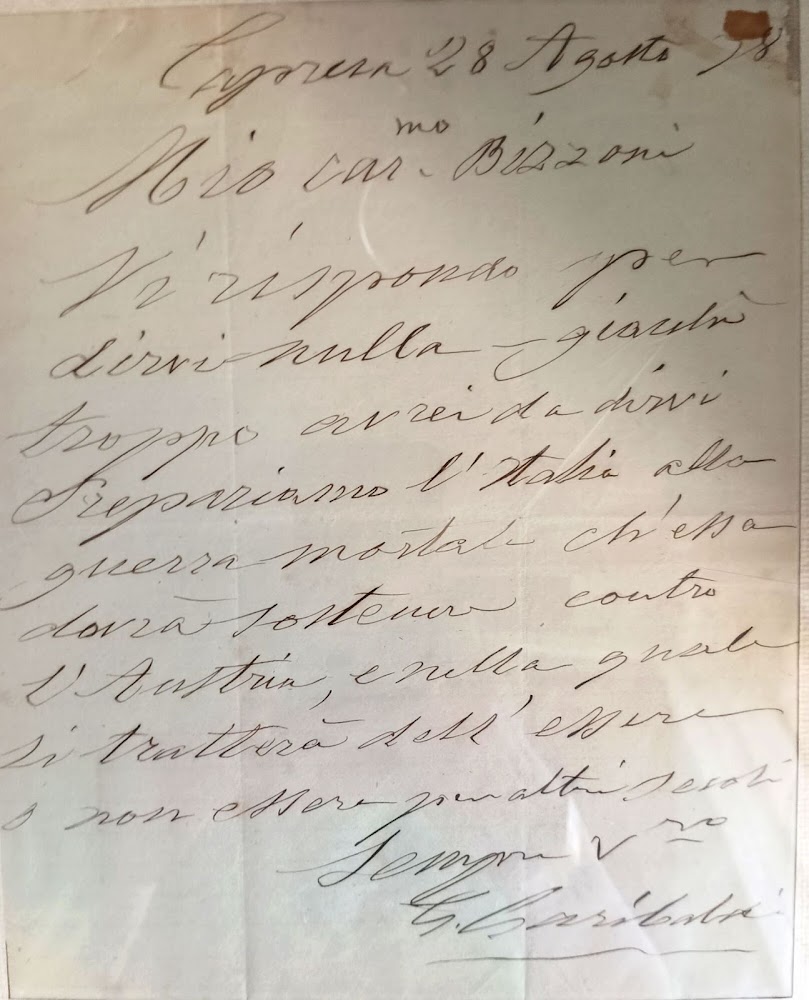 Caprera 28 Agosto 78
Mio car.mo Bizzoni
Vi rispondo per
dirvi nulla – giacchè
troppo avrei da dirvi
Prepariamo l'Italia alla
guerra mortale ch'essa
dovrà sostenere contro
l'Austria, e nella quale
si tratterà dell'essere
o non essere per altri secoli
Sempre Vro
G. Garibaldi